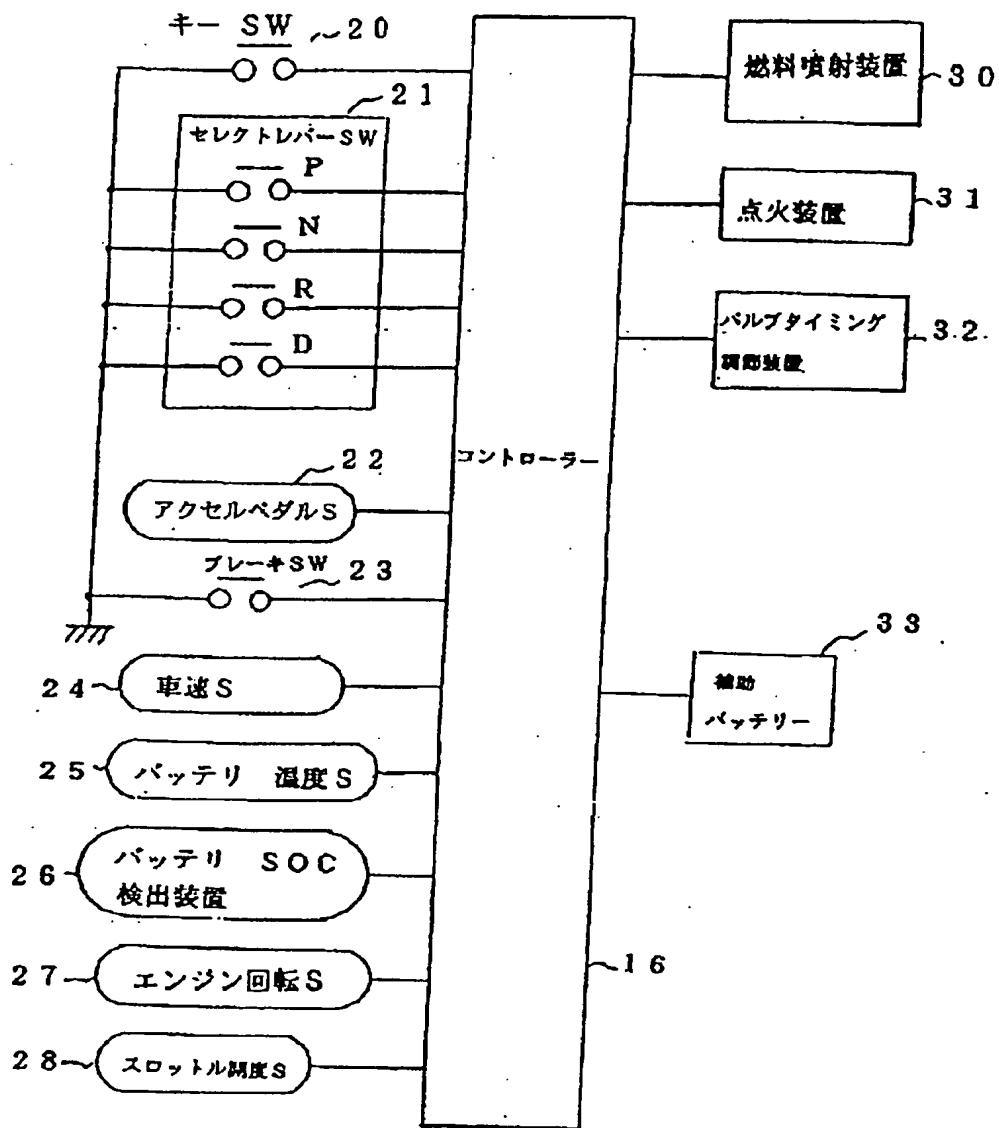 キー SW
20
21
セレクトレバーSW
P
N
R
D
22
アクセルペダルS
ブレーキSW
23
24
車速S
25
バッテリ 温度S
26
バッテリ SOC
検出装置
27
エンジン回転S
28
スロットル開度S
コントローラー
16
燃料噴射装置
30
点火装置
31
バルブタイミング
調節装置
32
33
補助
バッテリー